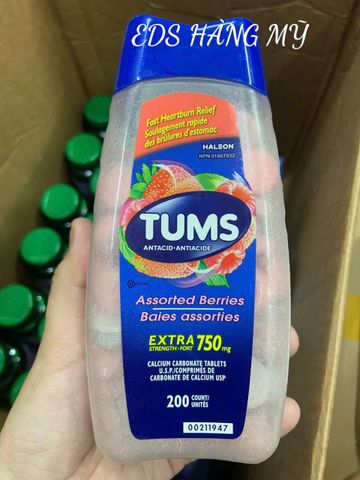 EDS HÀNG MỸ
Fast Heartburn Relief
Soulagement rapide
des brûlures d'estomac
HALEON
NPN 01967932
TUMS
ANTACID-ANTIACIDE
Assorted Berries
Baies assorties
EXTRA 750 mg
STRENGTH-FORT
CALCIUM CARBONATE TABLETS
U.S.P./COMPRIMÉS DE
CARBONATE DE CALCIUM USP
200 COUNT/
UNITÉS
00211947